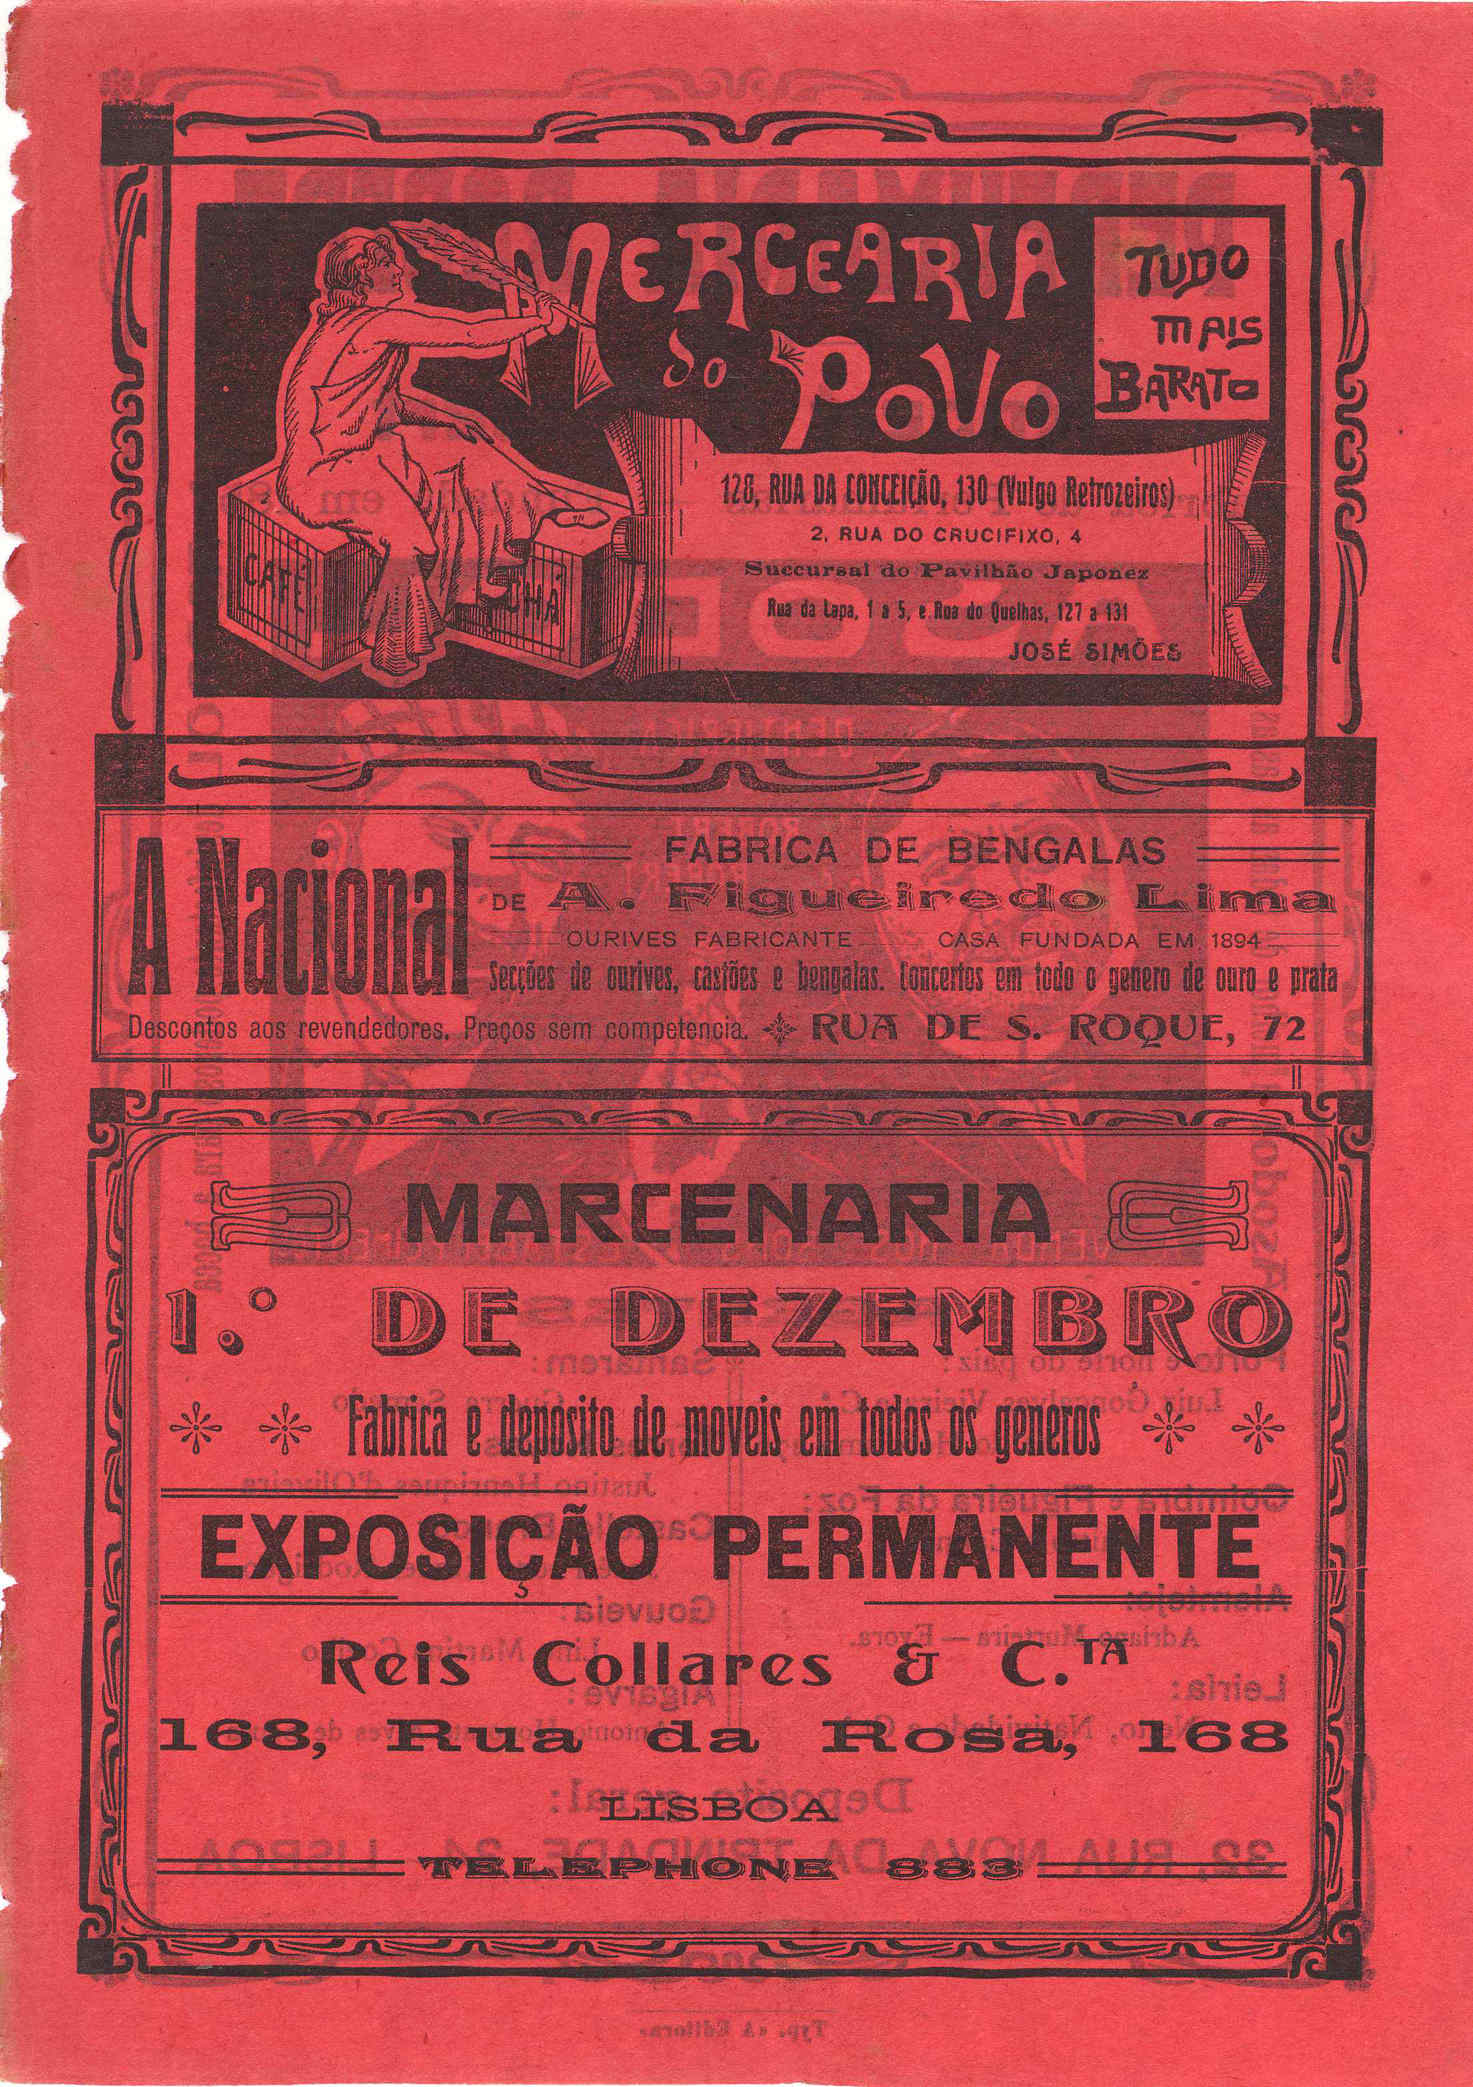 MERCEARIA
do POVO
TUDO
MAIS
BARATO
128, RUA DA CONCEIÇÃO, 130 (Vulgo Retrozeiros)
2, RUA DO CRUCIFIXO, 4
Succursal do Pavilhão Japonez
Rua da Lapa, 1 a 5, e Rua do Quelhas, 127 a 131
JOSÉ SIMÕES
CAFÉ
CHÁ
A Nacional
FABRICA DE BENGALAS
DE A. Figueiredo Lima
OURIVES FABRICANTE CASA FUNDADA EM 1894
Secções de ourives, castões e bengalas. Concertos em todo o genero de ouro e prata
Descontos aos revendedores. Preços sem competencia. RUA DE S. ROQUE, 72
MARCENARIA
1.º DE DEZEMBRO
Fabrica e deposito de moveis em todos os generos
EXPOSIÇÃO PERMANENTE
Reis Collares & C.TA
168, Rua da Rosa, 168
LISBOA
TELEPHONE 883